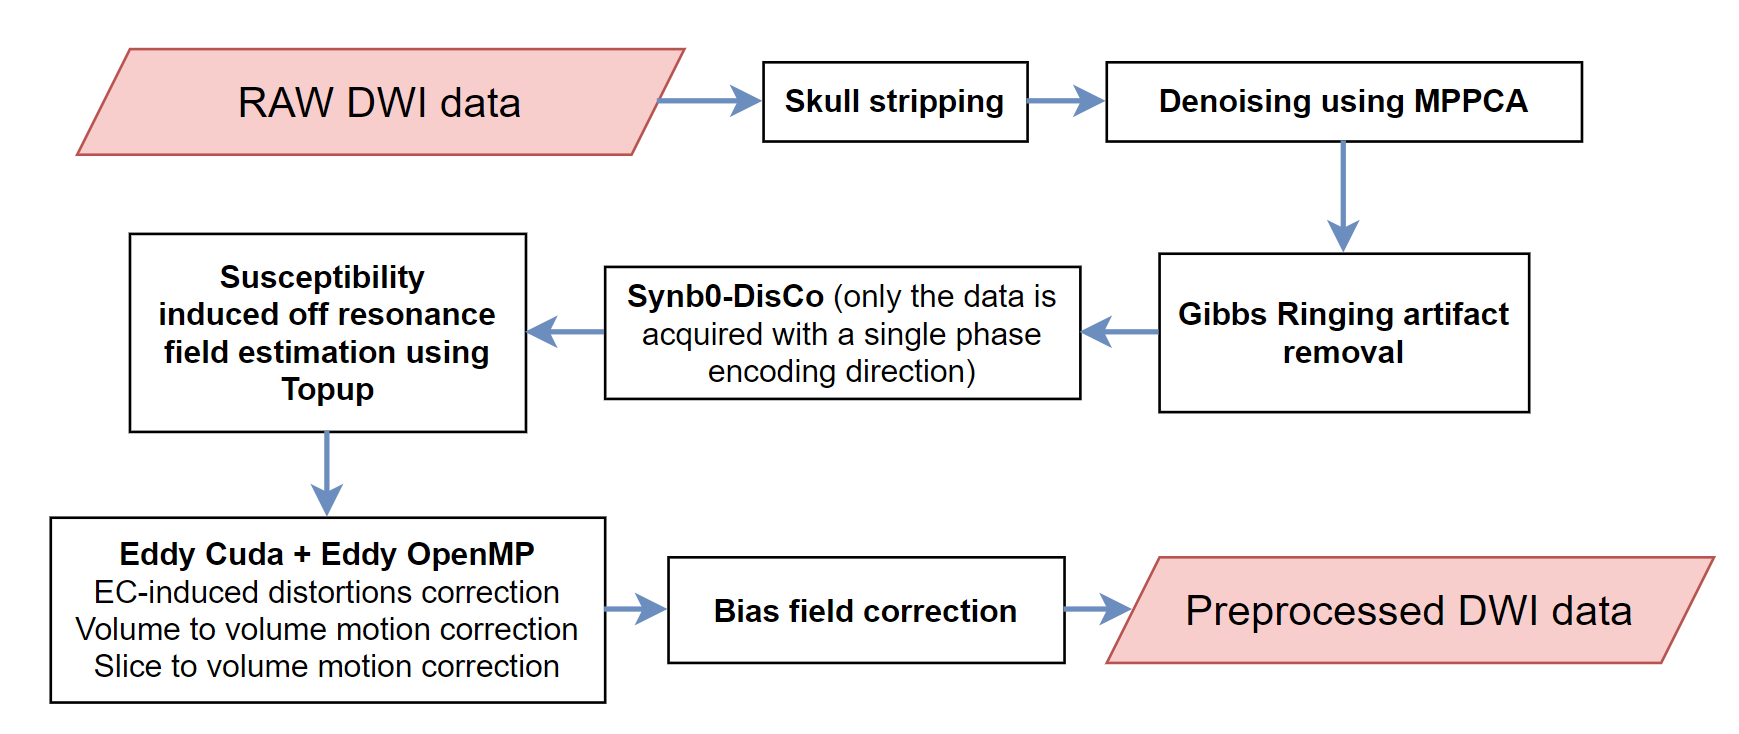 RAW DWI data
Skull stripping
Denoising using MPPCA
Gibbs Ringing artifact
removal
Synb0-DisCo (only the data is
acquired with a single phase
encoding direction)
Susceptibility
induced off resonance
field estimation using
Topup
Eddy Cuda + Eddy OpenMP
EC-induced distortions correction
Volume to volume motion correction
Slice to volume motion correction
Bias field correction
Preprocessed DWI data